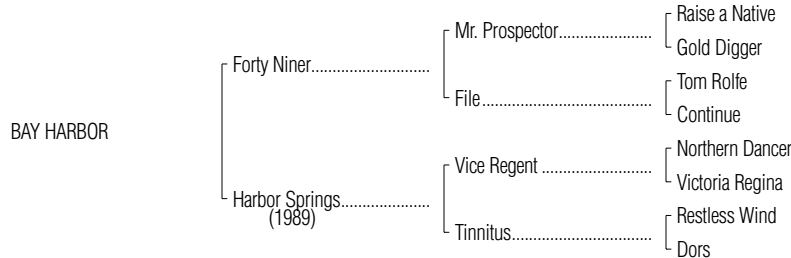 Raise a Native
Mr. Prospector...........................
Gold Digger
Forty Niner..................................
Tom Rolfe
File.................................................
Continue
BAY HARBOR
Northern Dancer
Vice Regent................................
Victoria Regina
Harbor Springs.........................
(1989)
Restless Wind
Tinnitus........................................
Dors